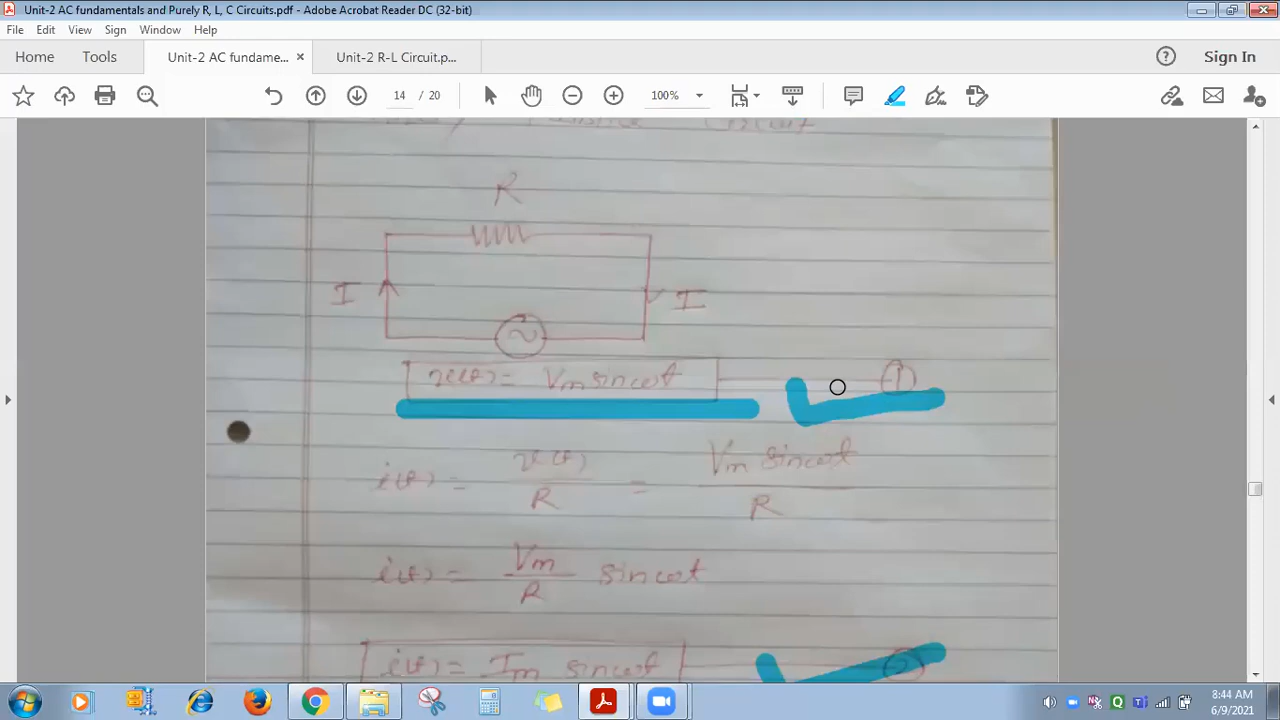 Unit-2 AC fundamentals and Purely R, L, C Circuits.pdf - Adobe Acrobat Reader DC (32-bit)
File Edit View Sign Window Help
Home Tools Unit-2 AC fundame... × Unit-2 R-L Circuit.p... Sign In
14 / 20 100%
Circuit
R
I I
v(t) = Vm sinωt ①
i(t) = v(t) / R = Vm sinωt / R
i(t) = Vm / R sinωt
i(t) = Im sinωt ②
8:44 AM
6/9/2021